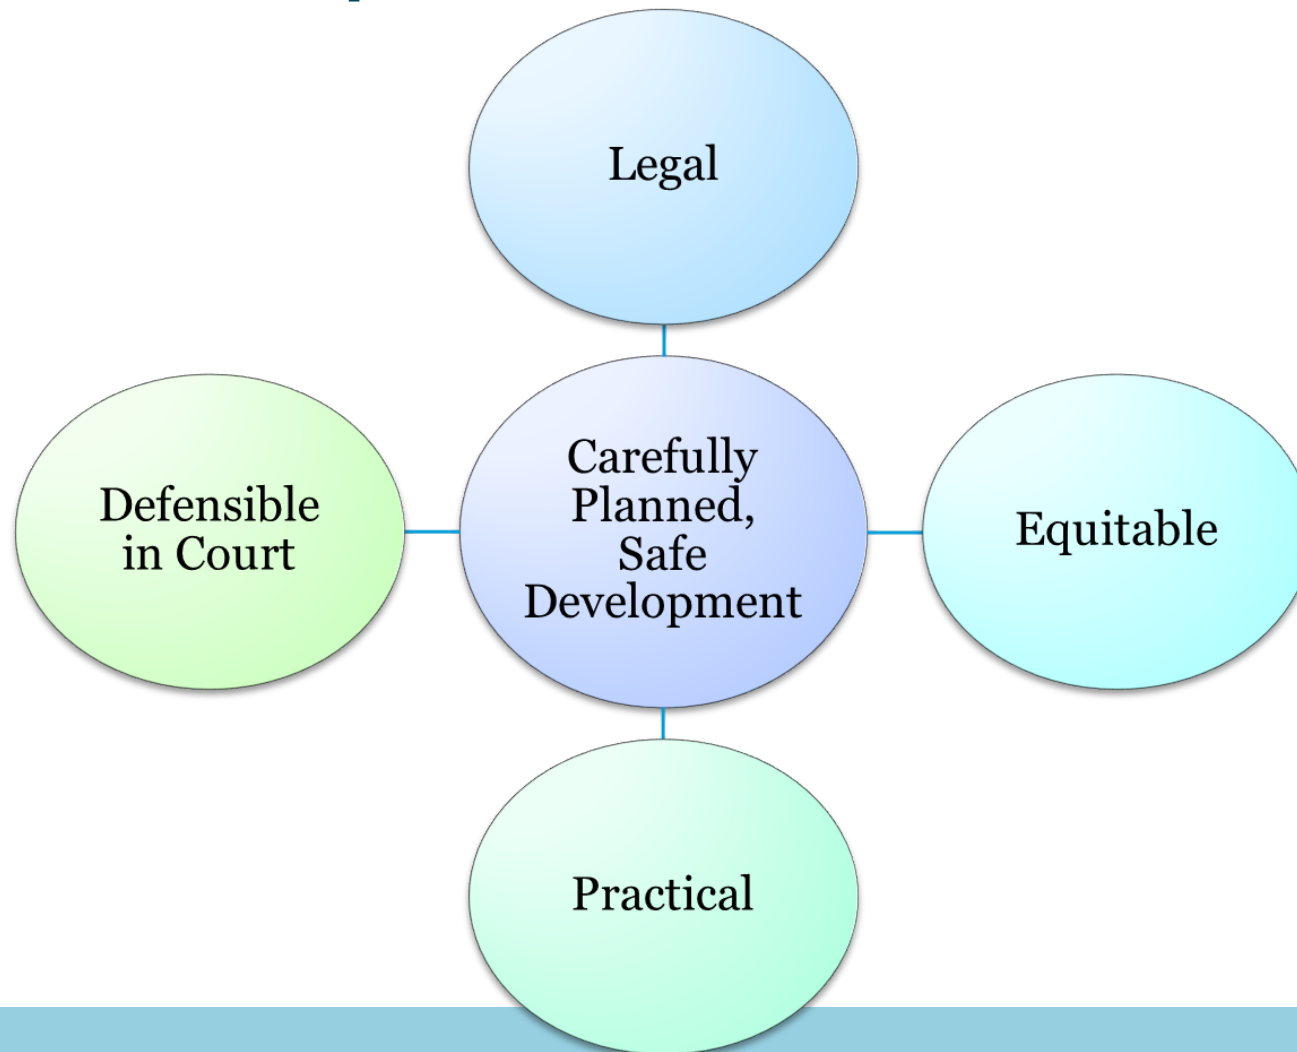 Legal
Defensible
in Court
Carefully
Planned,
Safe
Development
Equitable
Practical